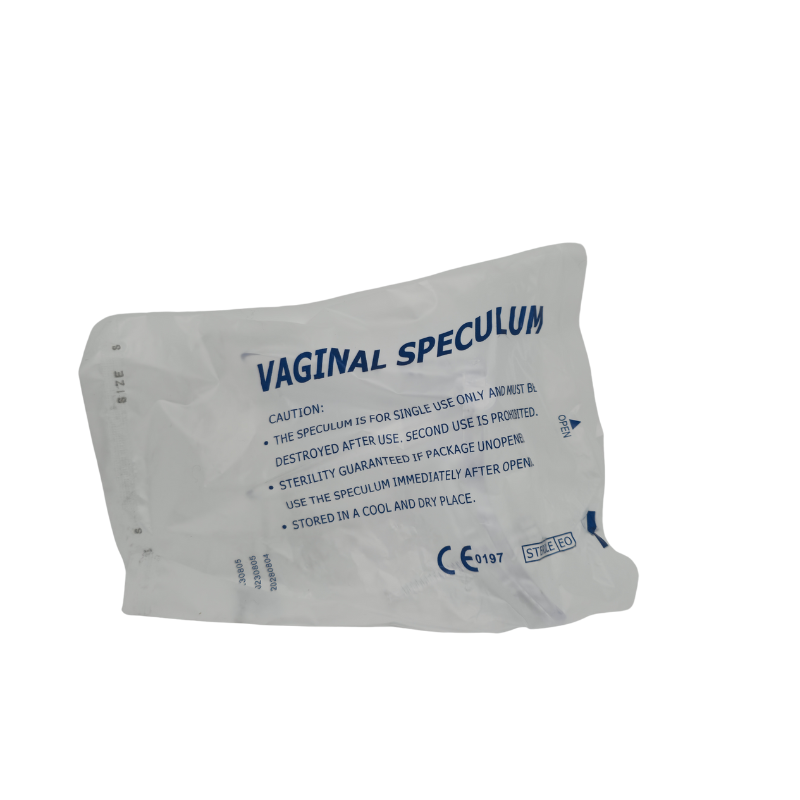 VAGINAL SPECULUM
CAUTION:
• THE SPECULUM IS FOR SINGLE USE ONLY AND MUST BE
DESTROYED AFTER USE. SECOND USE IS PROHIBITED.
• STERILITY GUARANTEED IF PACKAGE UNOPENE
USE THE SPECULUM IMMEDIATELY AFTER OPEN
• STORED IN A COOL AND DRY PLACE.
OPEN
CE 0197
STERILE EO
SIZE S
S
20280804